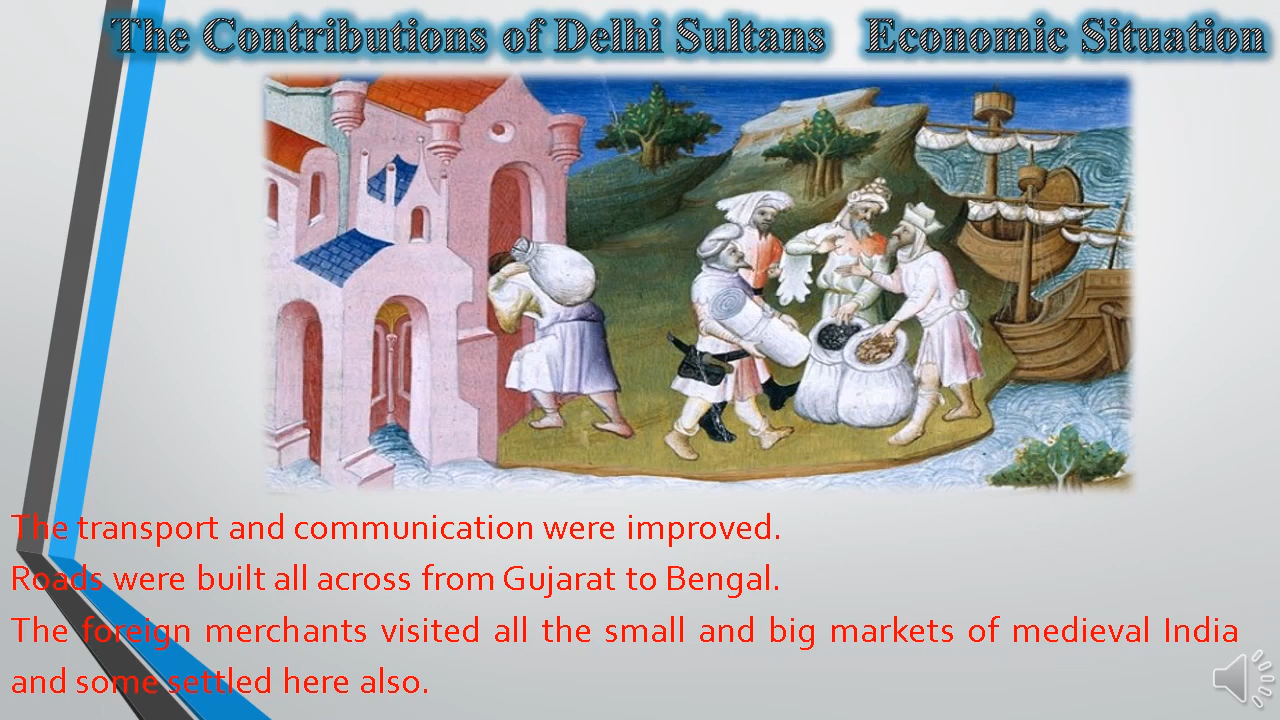 The Contributions of Delhi Sultans Economic Situation
The transport and communication were improved.
Roads were built all across from Gujarat to Bengal.
The foreign merchants visited all the small and big markets of medieval India
and some settled here also.